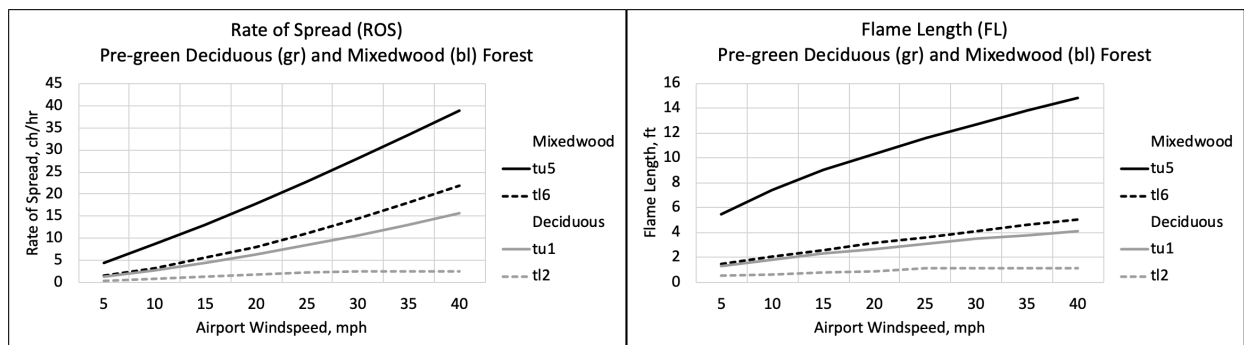 Rate of Spread (ROS)
Pre-green Deciduous (gr) and Mixedwood (bl) Forest
45
40
35
30
25
20
15
10
5
0
Rate of Spread, ch/hr
5 10 15 20 25 30 35 40
Airport Windspeed, mph
Mixedwood
tu5
tl6
Deciduous
tu1
tl2
Flame Length (FL)
Pre-green Deciduous (gr) and Mixedwood (bl) Forest
16
14
12
10
8
6
4
2
0
Flame Length, ft
5 10 15 20 25 30 35 40
Airport Windspeed, mph
Mixedwood
tu5
tl6
Deciduous
tu1
tl2